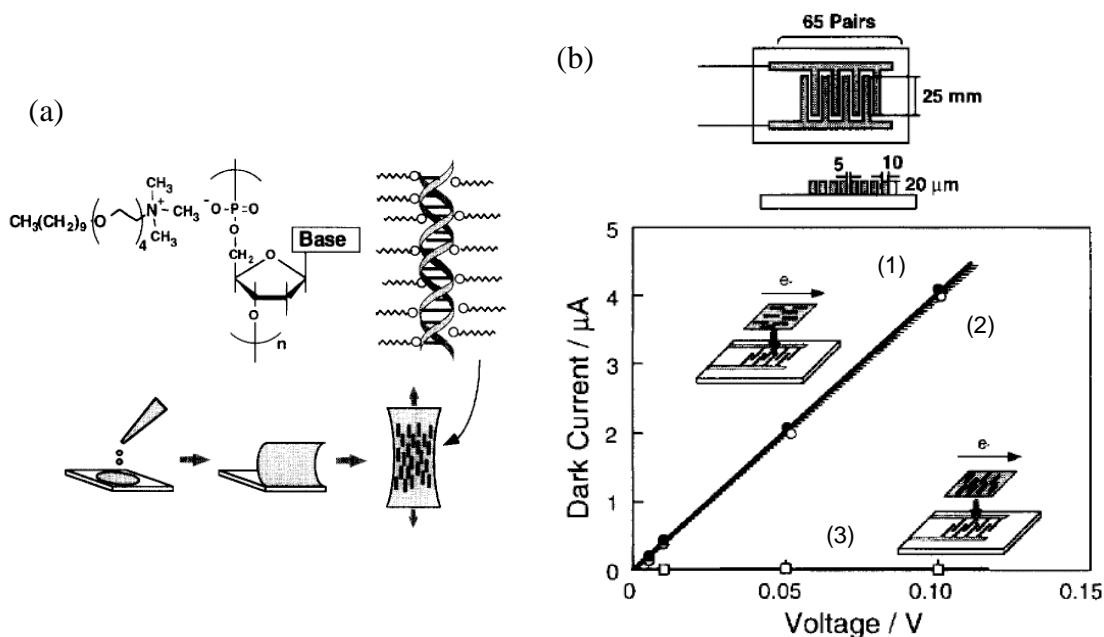 (a)
CH3(CH2)9
O
4
N+
CH3
CH3
CH3
-O-P=O
O
O
CH2
O
Base
O
n
(b)
65 Pairs
25 mm
5
10
20 μm
5
4
3
2
1
0
Dark Current / μA
(1)
(2)
(3)
e-
e-
0
0.05
0.10
0.15
Voltage / V